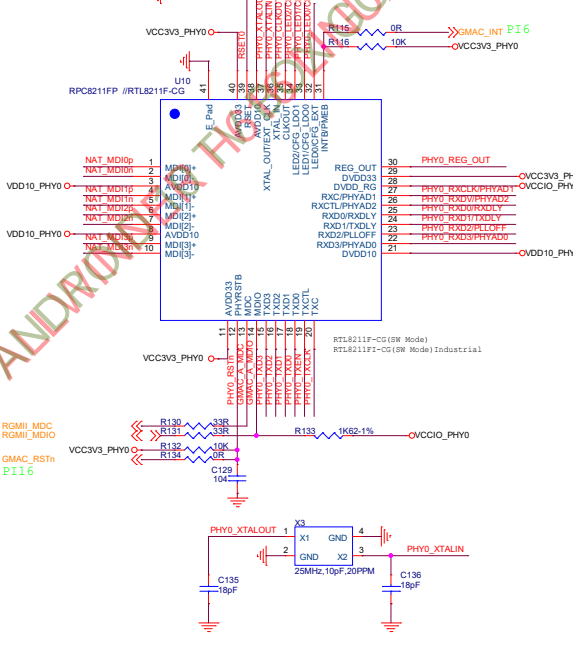 R115 0R GMAC_INT PI6
VCC3V3_PHY0 R116 10K VCC3V3_PHY0
RSET0 PHY0_XTALIN
U10
RPC8211FP //RTL8211F-CG
41 40 39 38 37 36 35 34 33 32 31
E_Pad AVDD33 RSET AVDD10 XTAL_OUT/EXT_CLK XTAL_IN CLKOUT LED2/CFG_LDO1 LED1/CFG_LDO0 LED0/CFG_EXT INTB/PMEB
NAT_MDI0p 1 MDI[0]+ REG_OUT 30 PHY0_REG_OUT
NAT_MDI0n 2 MDI[0]- DVDD33 29 VCC3V3_PH
VDD10_PHY0 3 AVDD10 DVDD_RG 28 VCCIO_PHY
NAT_MDI1p 4 MDI[1]+ RXC/PHYAD1 27 PHY0_RXCLK/PHYAD1
NAT_MDI1n 5 MDI[1]- RXCTL/PHYAD2 26 PHY0_RXDV/PHYAD2
NAT_MDI2p 6 MDI[2]+ RXD0/RXDLY 25 PHY0_RXD0/RXDLY
NAT_MDI2n 7 MDI[2]- RXD1/TXDLY 24 PHY0_RXD1/TXDLY
VDD10_PHY0 8 AVDD10 RXD2/PLLOFF 23 PHY0_RXD2/PLLOFF
NAT_MDI3p 9 MDI[3]+ RXD3/PHYAD0 22 PHY0_RXD3/PHYAD0
NAT_MDI3n 10 MDI[3]- DVDD10 21 VDD10_PHY
AVDD33 PHYRSTB MDC MDIO TXD3 TXD2 TXD1 TXD0 TXCTL TXC
11 12 13 14 15 16 17 18 19 20
RTL8211F-CG(SW Mode)
RTL8211FI-CG(SW Mode)Industrial
VCC3V3_PHY0
PHY0_RSTn GMAC_A_MDC GMAC_A_MDIO PHY0_TXD3 PHY0_TXD2 PHY0_TXD1 PHY0_TXD0 PHY0_TXEN PHY0_TXCLK
RGMII_MDC R130 33R
RGMII_MDIO R131 33R R133 1K62-1% VCCIO_PHY0
VCC3V3_PHY0 R132 10K
GMAC_RSTn R134 0R
PI16
C129
104
X3
PHY0_XTALOUT 1 X1 GND 4
2 GND X2 3 PHY0_XTALIN
25MHz,10pF,20PPM
C135
18pF
C136
18pF